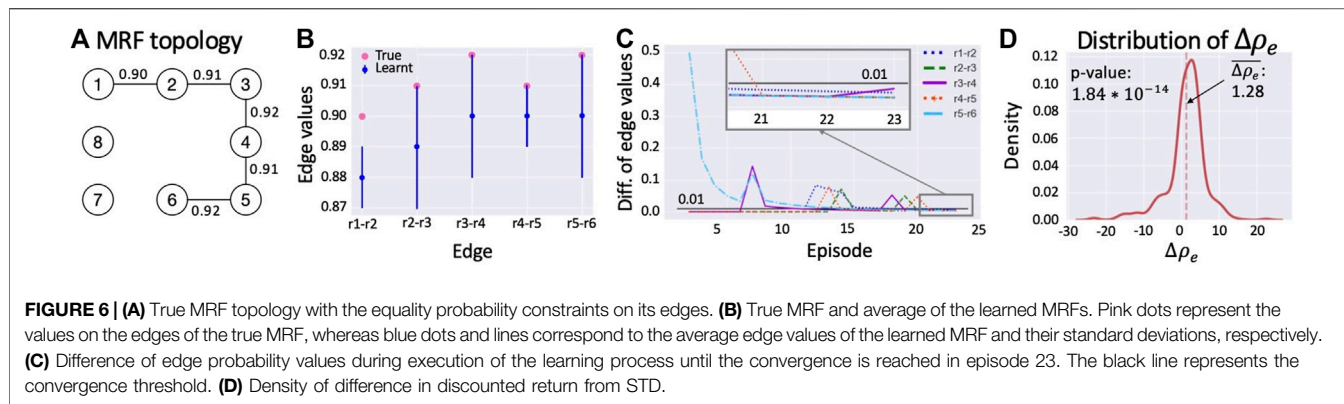 A MRF topology
1 0.90 2 0.91 3
0.92
8 4
0.91
7 6 0.92 5
B
True
Learnt
Edge values
0.92
0.91
0.90
0.89
0.88
0.87
r1-r2 r2-r3 r3-r4 r4-r5 r5-r6
Edge
C
Diff. of edge values
0.5
0.4
0.3
0.2
0.1
0.0
0.01
0.01
21 22 23
r1-r2
r2-r3
r3-r4
r4-r5
r5-r6
5 10 15 20 25
Episode
D Distribution of Δρe
p-value:
1.84 * 10−14
Δρe:
1.28
Density
0.12
0.10
0.08
0.06
0.04
0.02
0.00
-30 -20 -10 0 10 20
Δρe
FIGURE 6 | (A) True MRF topology with the equality probability constraints on its edges. (B) True MRF and average of the learned MRFs. Pink dots represent the
values on the edges of the true MRF, whereas blue dots and lines correspond to the average edge values of the learned MRF and their standard deviations, respectively.
(C) Difference of edge probability values during execution of the learning process until the convergence is reached in episode 23. The black line represents the
convergence threshold. (D) Density of difference in discounted return from STD.